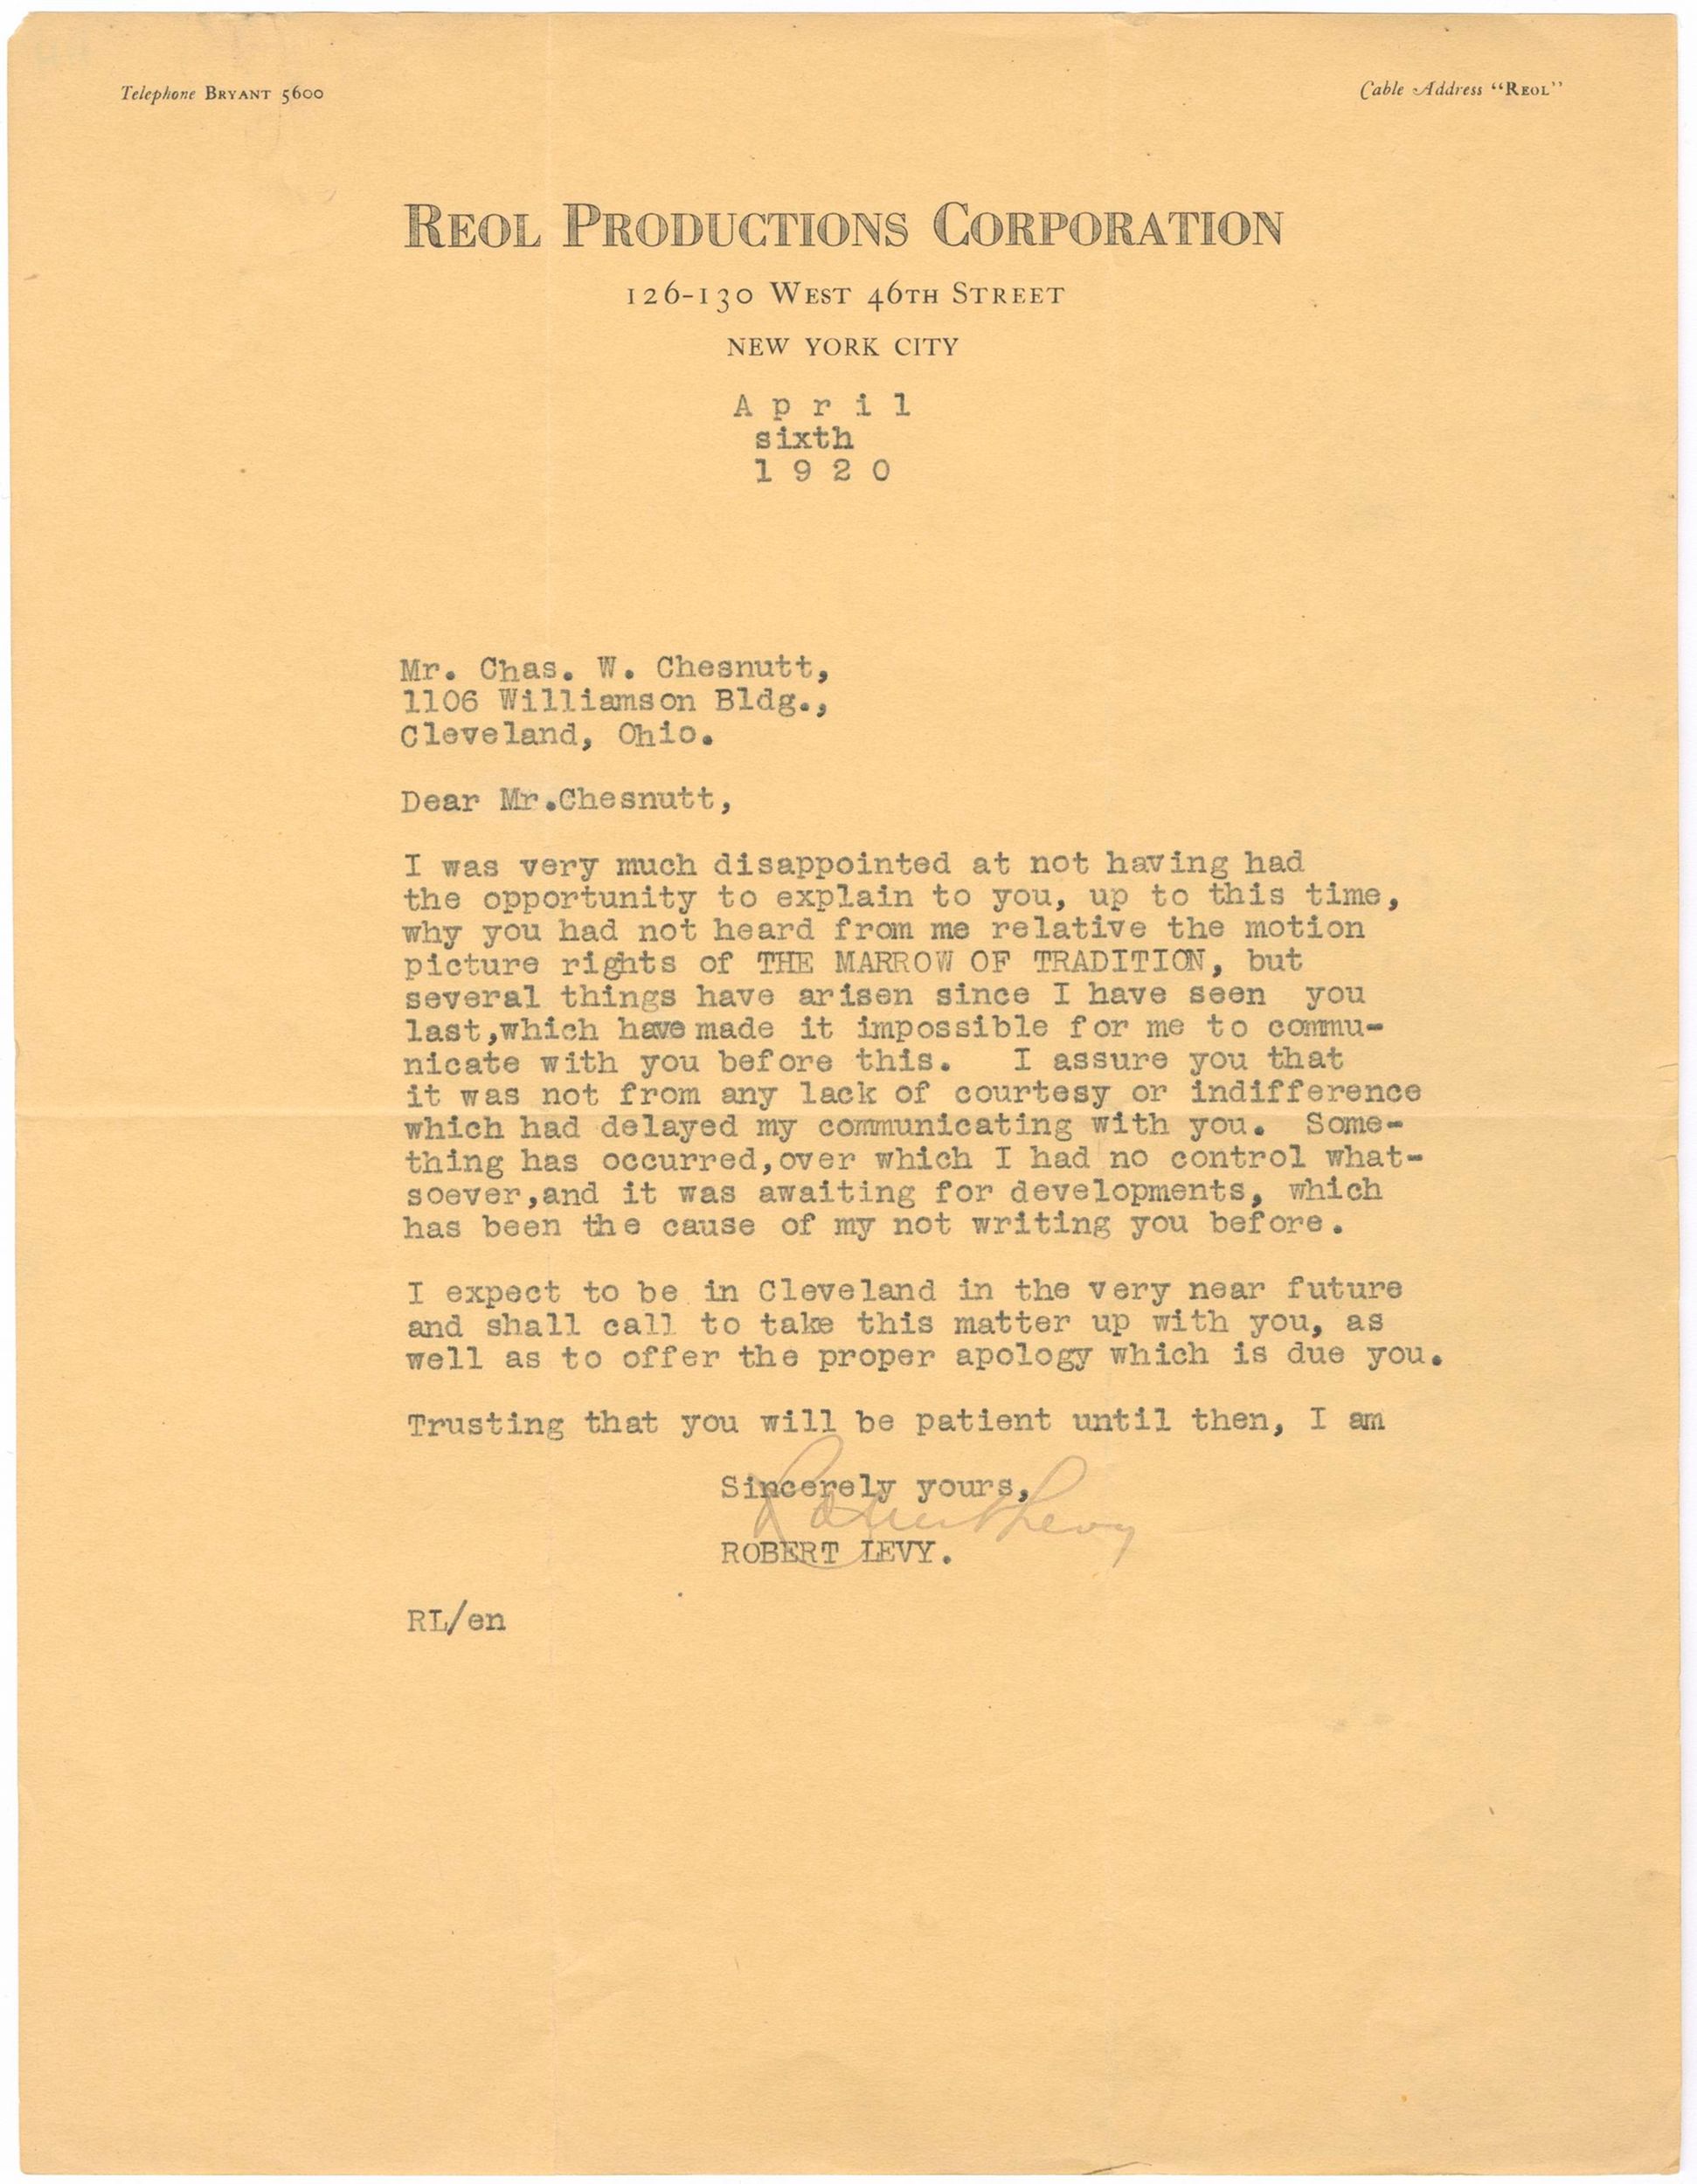 Telephone BRYANT 5600
Cable Address "REOL"
REOL PRODUCTIONS CORPORATION
126-130 WEST 46TH STREET
NEW YORK CITY
A p r i l
sixth
1 9 2 0
Mr. Chas. W. Chesnutt,
1106 Williamson Bldg.,
Cleveland, Ohio.
Dear Mr.Chesnutt,
I was very much disappointed at not having had
the opportunity to explain to you, up to this time,
why you had not heard from me relative the motion
picture rights of THE MARROW OF TRADITION, but
several things have arisen since I have seen you
last,which have made it impossible for me to commu-
nicate with you before this. I assure you that
it was not from any lack of courtesy or indifference
which had delayed my communicating with you. Some-
thing has occurred,over which I had no control what-
soever,and it was awaiting for developments, which
has been the cause of my not writing you before.
I expect to be in Cleveland in the very near future
and shall call to take this matter up with you, as
well as to offer the proper apology which is due you.
Trusting that you will be patient until then, I am
Sincerely yours,
Robert Levy
ROBERT LEVY.
RL/en